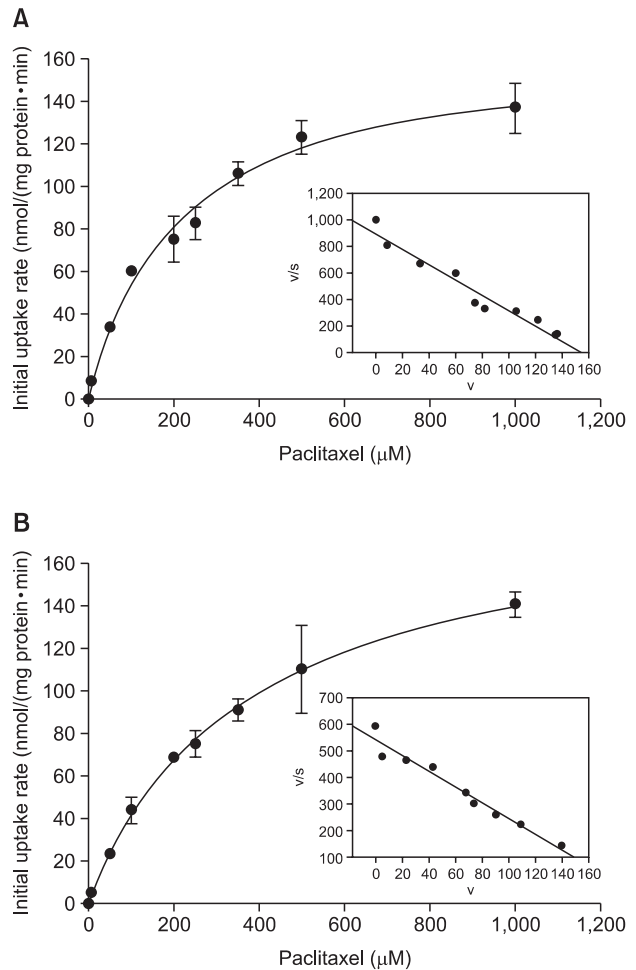 A
160
140
120
100
80
60
40
20
0
Initial uptake rate (nmol/(mg protein•min)
0 200 400 600 800 1,000 1,200
Paclitaxel (μM)
1,200
1,000
800
600
400
200
0
v/s
0 20 40 60 80 100 120 140 160
v
B
160
140
120
100
80
60
40
20
0
Initial uptake rate (nmol/(mg protein•min)
0 200 400 600 800 1,000 1,200
Paclitaxel (μM)
700
600
500
400
300
200
100
v/s
0 20 40 60 80 100 120 140 160
v